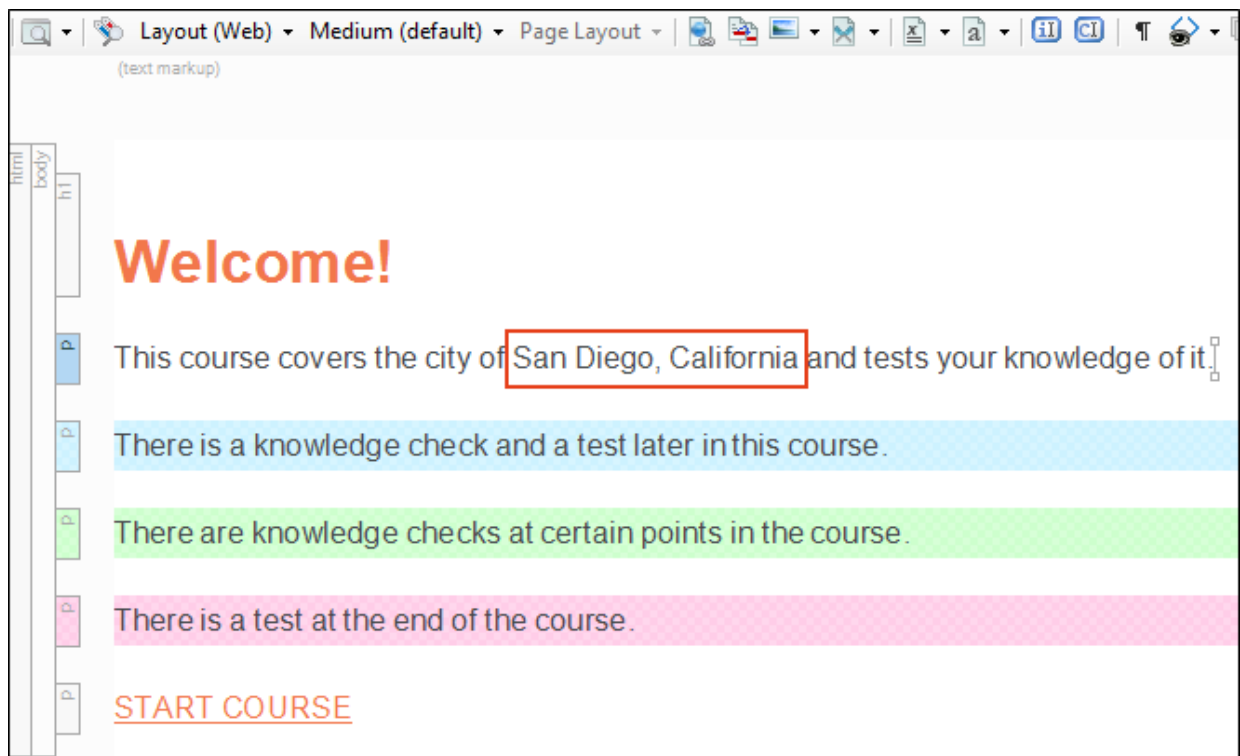 Layout (Web) Medium (default) Page Layout x a iI CI ¶
(text markup)
html
body
h1
Welcome!
p
This course covers the city of San Diego, California and tests your knowledge of it.
p
There is a knowledge check and a test later in this course.
p
There are knowledge checks at certain points in the course.
p
There is a test at the end of the course.
p
START COURSE